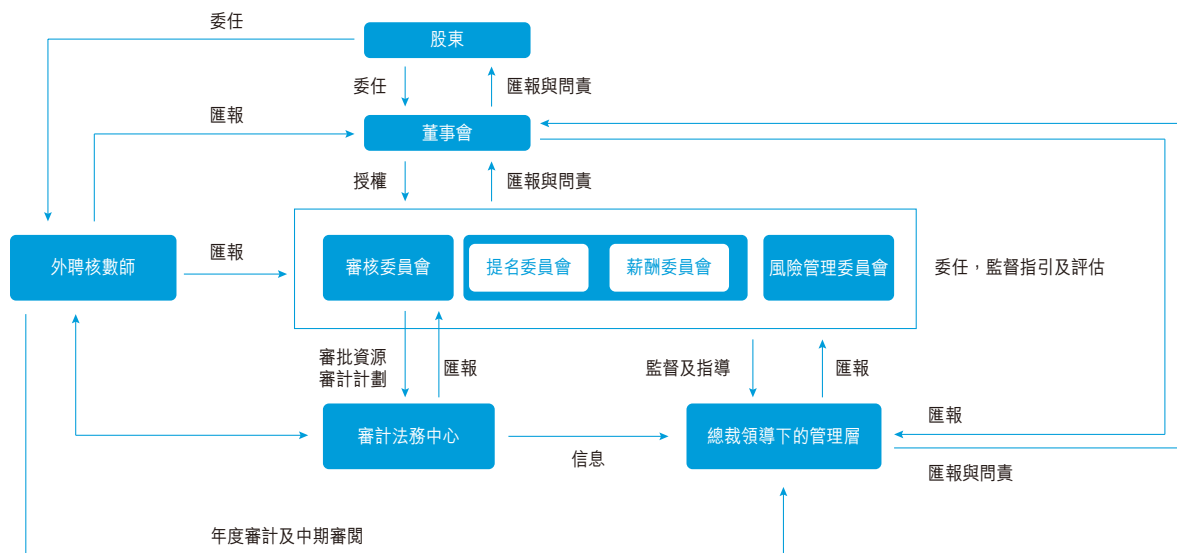 委任
股東
委任
匯報與問責
匯報
董事會
授權
匯報與問責
外聘核數師
匯報
審核委員會
提名委員會
薪酬委員會
風險管理委員會
委任，監督指引及評估
審批資源
審計計劃
匯報
監督及指導
匯報
審計法務中心
信息
總裁領導下的管理層
匯報
匯報與問責
年度審計及中期審閱